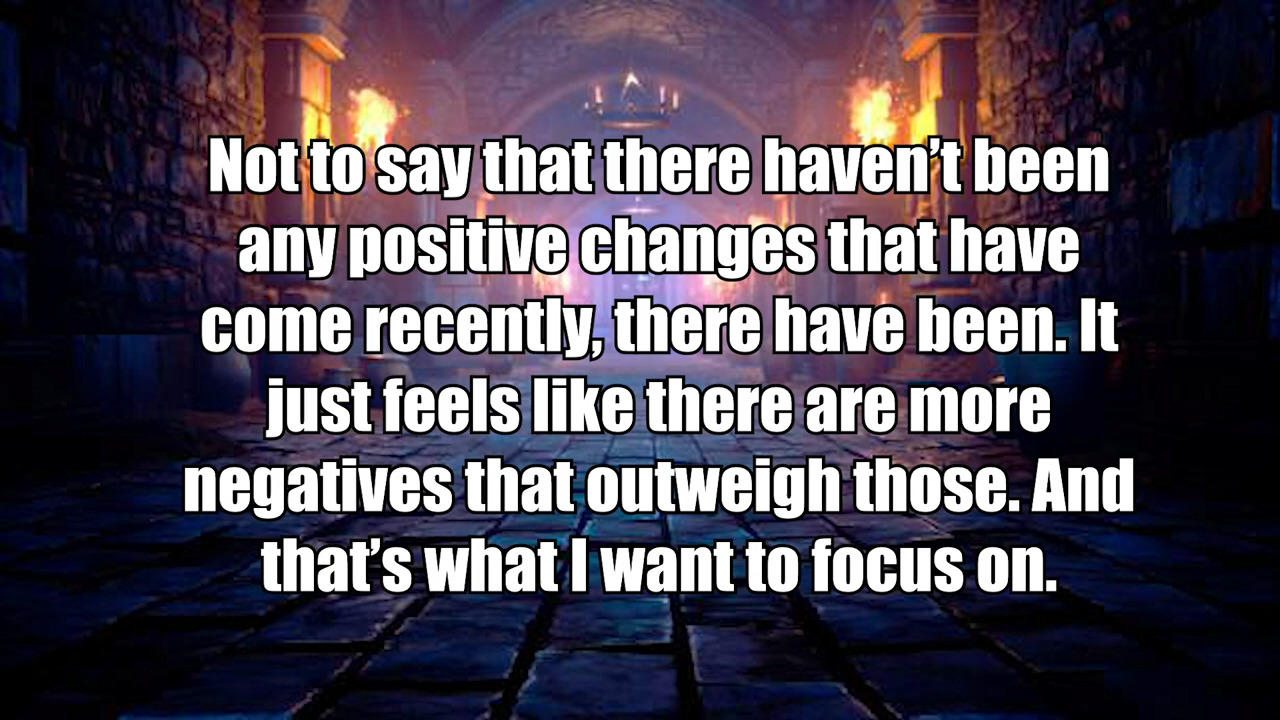 Not to say that there haven’t been
any positive changes that have
come recently, there have been. It
just feels like there are more
negatives that outweigh those. And
that’s what I want to focus on.